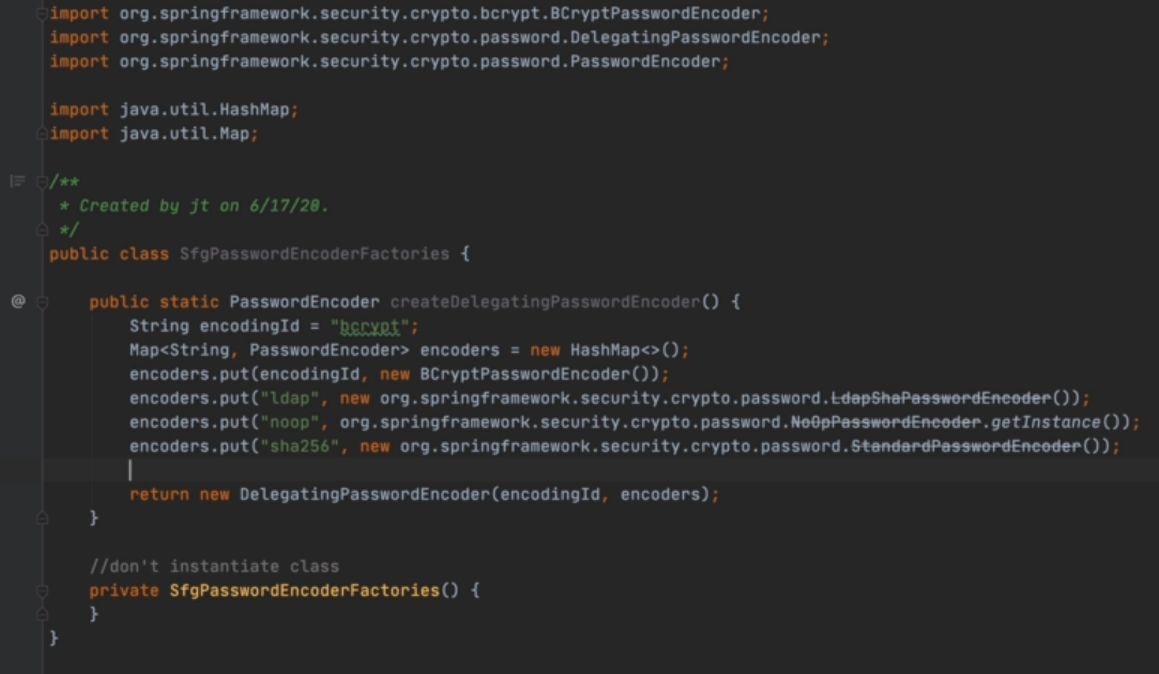 import org.springframework.security.crypto.bcrypt.BCryptPasswordEncoder;
import org.springframework.security.crypto.password.DelegatingPasswordEncoder;
import org.springframework.security.crypto.password.PasswordEncoder;

import java.util.HashMap;
import java.util.Map;

/**
 * Created by jt on 6/17/20.
 */
@
public class SfgPasswordEncoderFactories {

    public static PasswordEncoder createDelegatingPasswordEncoder() {
        String encodingId = "bcrypt";
        Map<String, PasswordEncoder> encoders = new HashMap<>();
        encoders.put(encodingId, new BCryptPasswordEncoder());
        encoders.put("ldap", new org.springframework.security.crypto.password.LdapShaPasswordEncoder());
        encoders.put("noop", org.springframework.security.crypto.password.NoOpPasswordEncoder.getInstance());
        encoders.put("sha256", new org.springframework.security.crypto.password.StandardPasswordEncoder());

        return new DelegatingPasswordEncoder(encodingId, encoders);
    }

    //don't instantiate class
    private SfgPasswordEncoderFactories() {
    }
}